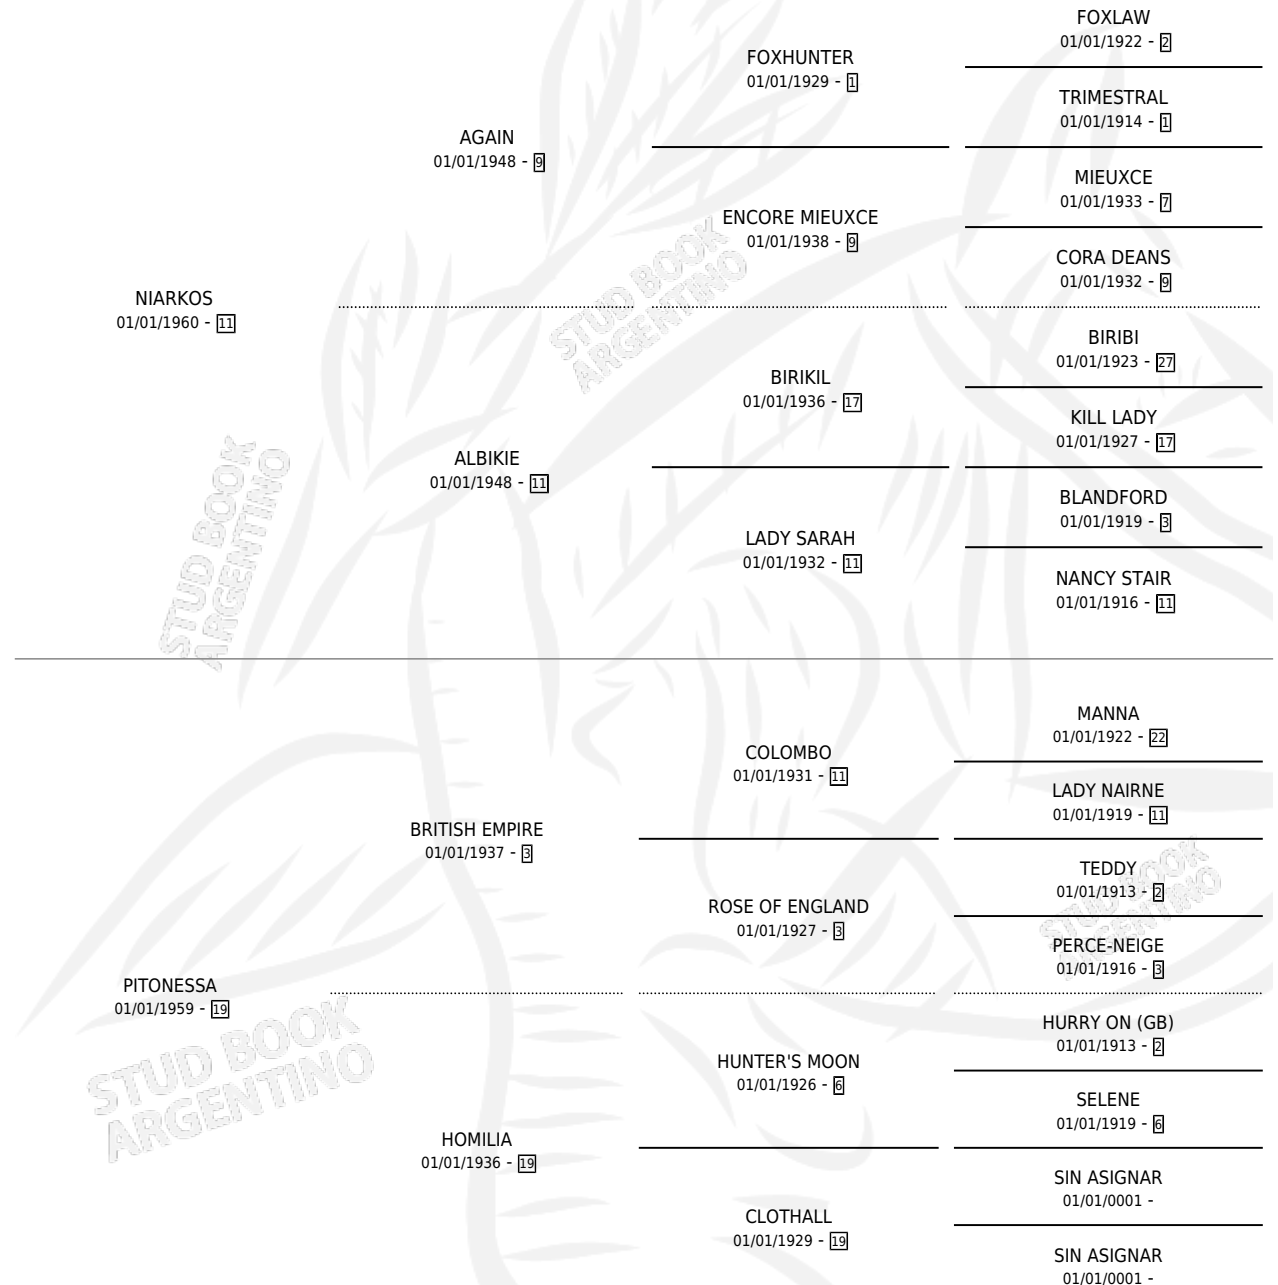 FOXLAW
01/01/1922 - 2
FOXHUNTER
01/01/1929 - 1
TRIMESTRAL
01/01/1914 - 1
AGAIN
01/01/1948 - 9
MIEUXCE
01/01/1933 - 7
ENCORE MIEUXCE
01/01/1938 - 9
CORA DEANS
01/01/1932 - 9
NIARKOS
01/01/1960 - 11
BIRIBI
01/01/1923 - 27
BIRIKIL
01/01/1936 - 17
KILL LADY
01/01/1927 - 17
ALBIKIE
01/01/1948 - 11
BLANDFORD
01/01/1919 - 3
LADY SARAH
01/01/1932 - 11
NANCY STAIR
01/01/1916 - 11
STUD BOOK
ARGENTINO
STUD BOOK
ARGENTINO
MANNA
01/01/1922 - 22
COLOMBO
01/01/1931 - 11
LADY NAIRNE
01/01/1919 - 11
BRITISH EMPIRE
01/01/1937 - 3
TEDDY
01/01/1913 - 2
ROSE OF ENGLAND
01/01/1927 - 3
PERCE-NEIGE
01/01/1916 - 3
STUD BOOK
ARGENTINO
PITONESSA
01/01/1959 - 19
HURRY ON (GB)
01/01/1913 - 2
HUNTER'S MOON
01/01/1926 - 6
SELENE
01/01/1919 - 6
STUD BOOK
ARGENTINO
HOMILIA
01/01/1936 - 19
SIN ASIGNAR
01/01/0001 -
CLOTHALL
01/01/1929 - 19
SIN ASIGNAR
01/01/0001 -